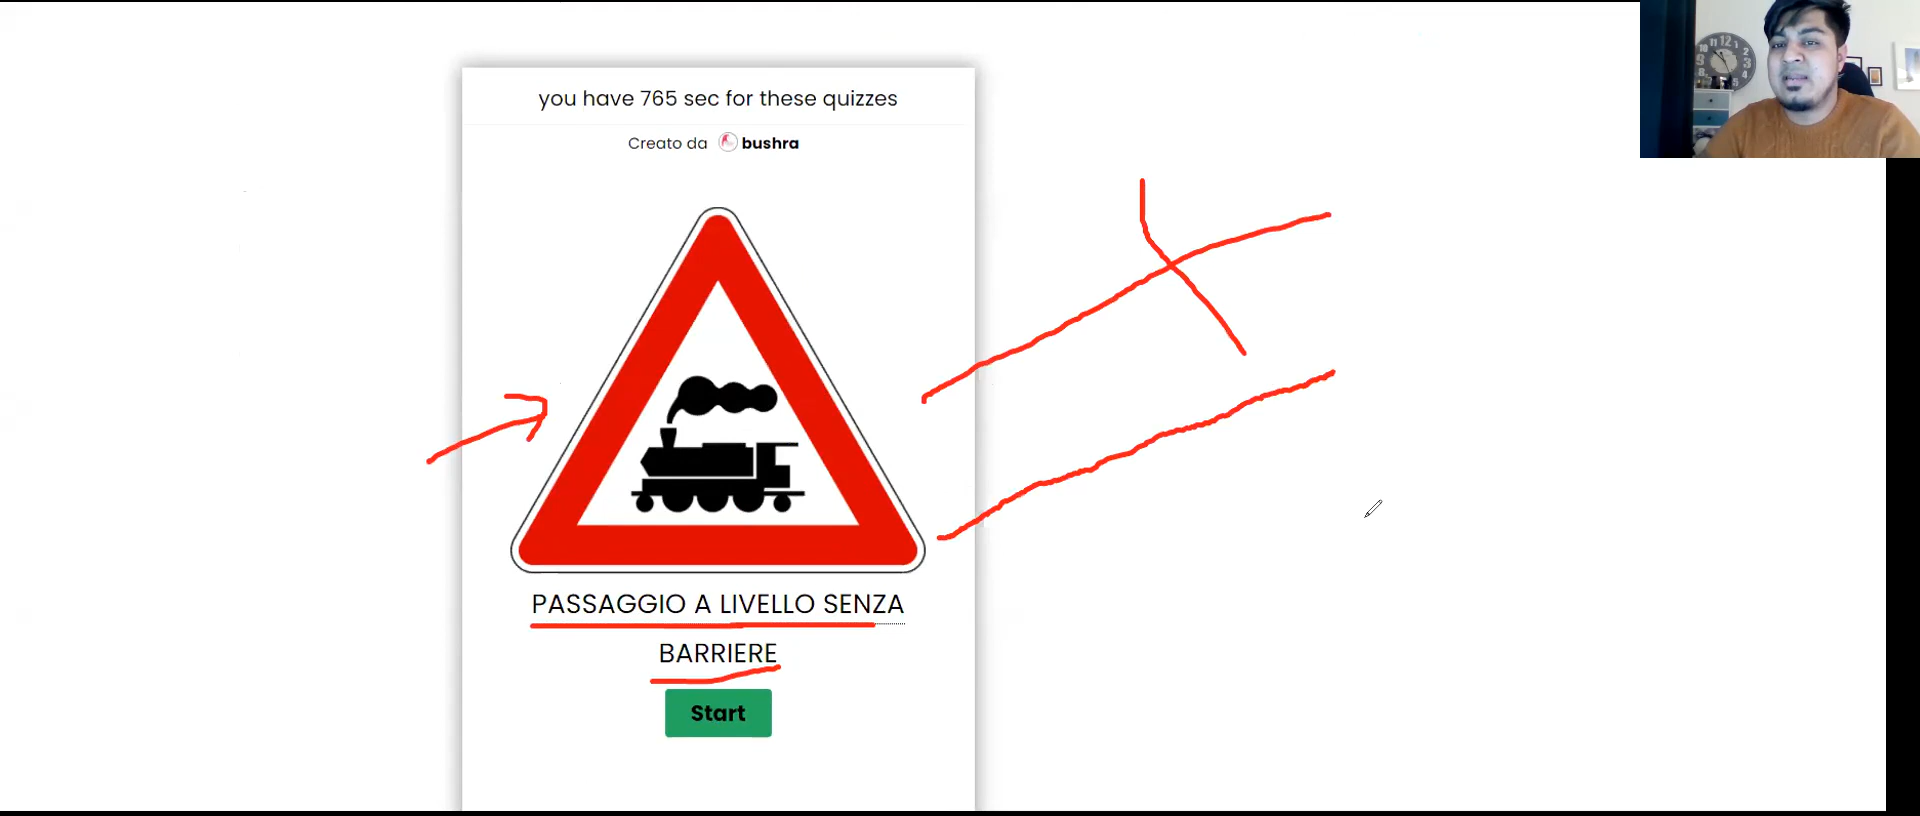 you have 765 sec for these quizzes
Creato da bushra
PASSAGGIO A LIVELLO SENZA
BARRIERE
Start